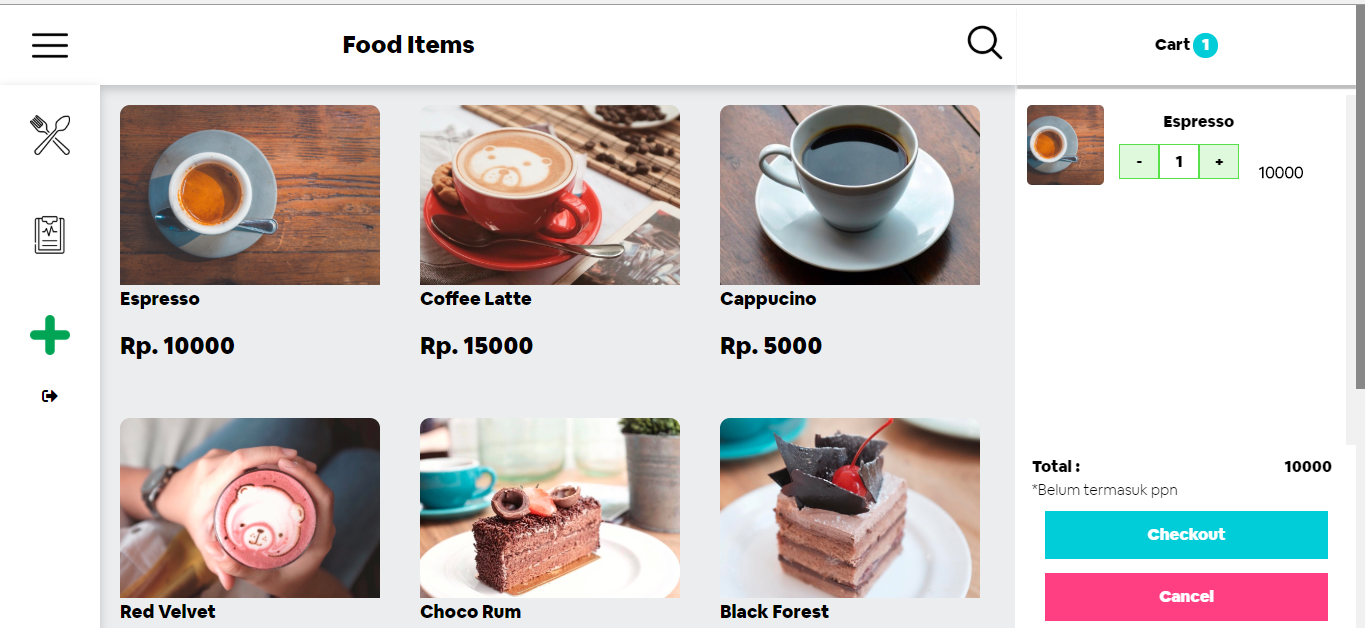 Food Items
Cart 1
Espresso
Rp. 10000
Coffee Latte
Rp. 15000
Cappucino
Rp. 5000
Red Velvet
Choco Rum
Black Forest
Espresso
- 1 +
10000
Total : 10000
*Belum termasuk ppn
Checkout
Cancel